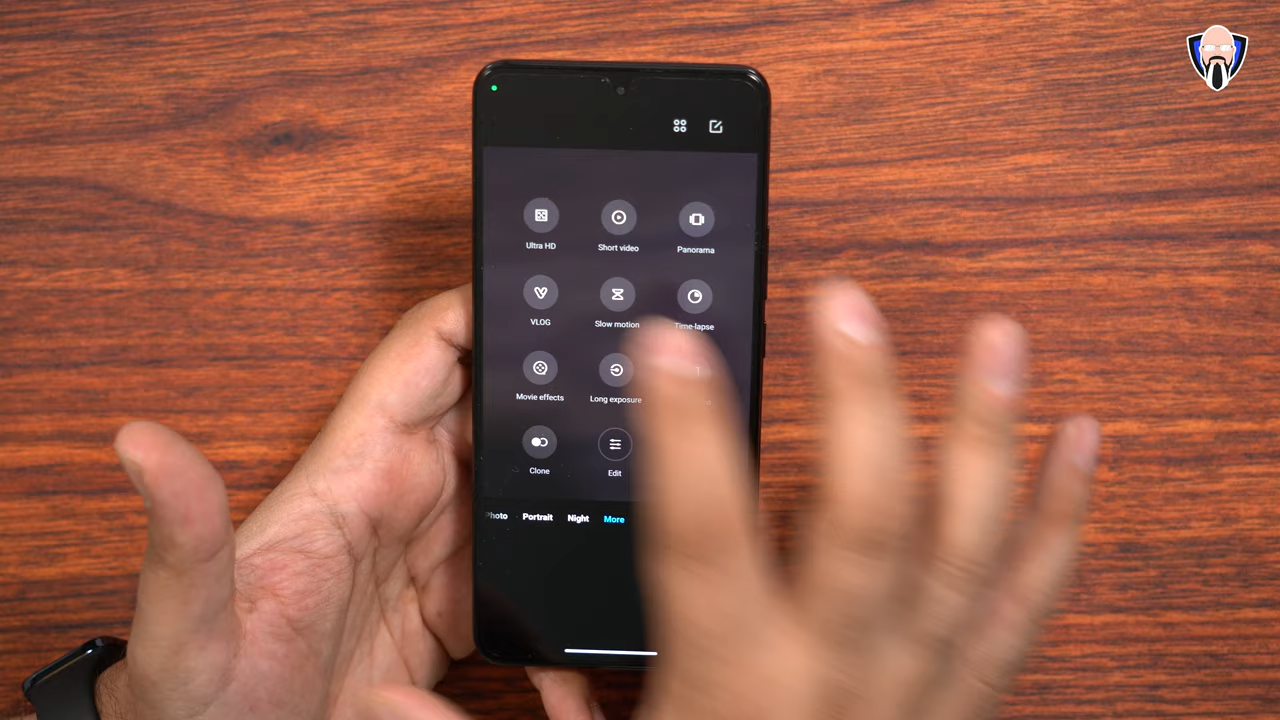 Ultra HD
Short video
Panorama
VLOG
Slow motion
Time-lapse
Movie effects
Long exposure
Clone
Edit
Photo
Portrait
Night
More